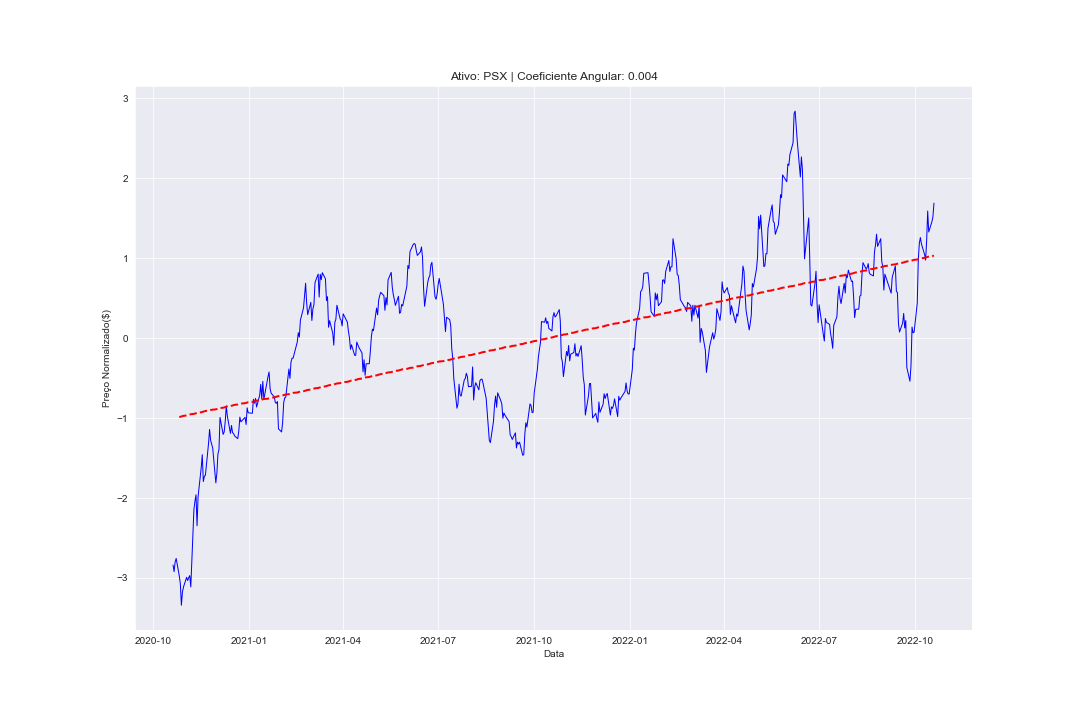 Ativo: PSX | Coeficiente Angular: 0.004
3
2
1
0
−1
−2
−3
Preço Normalizado($)
2020-10 2021-01 2021-04 2021-07 2021-10 2022-01 2022-04 2022-07 2022-10
Data